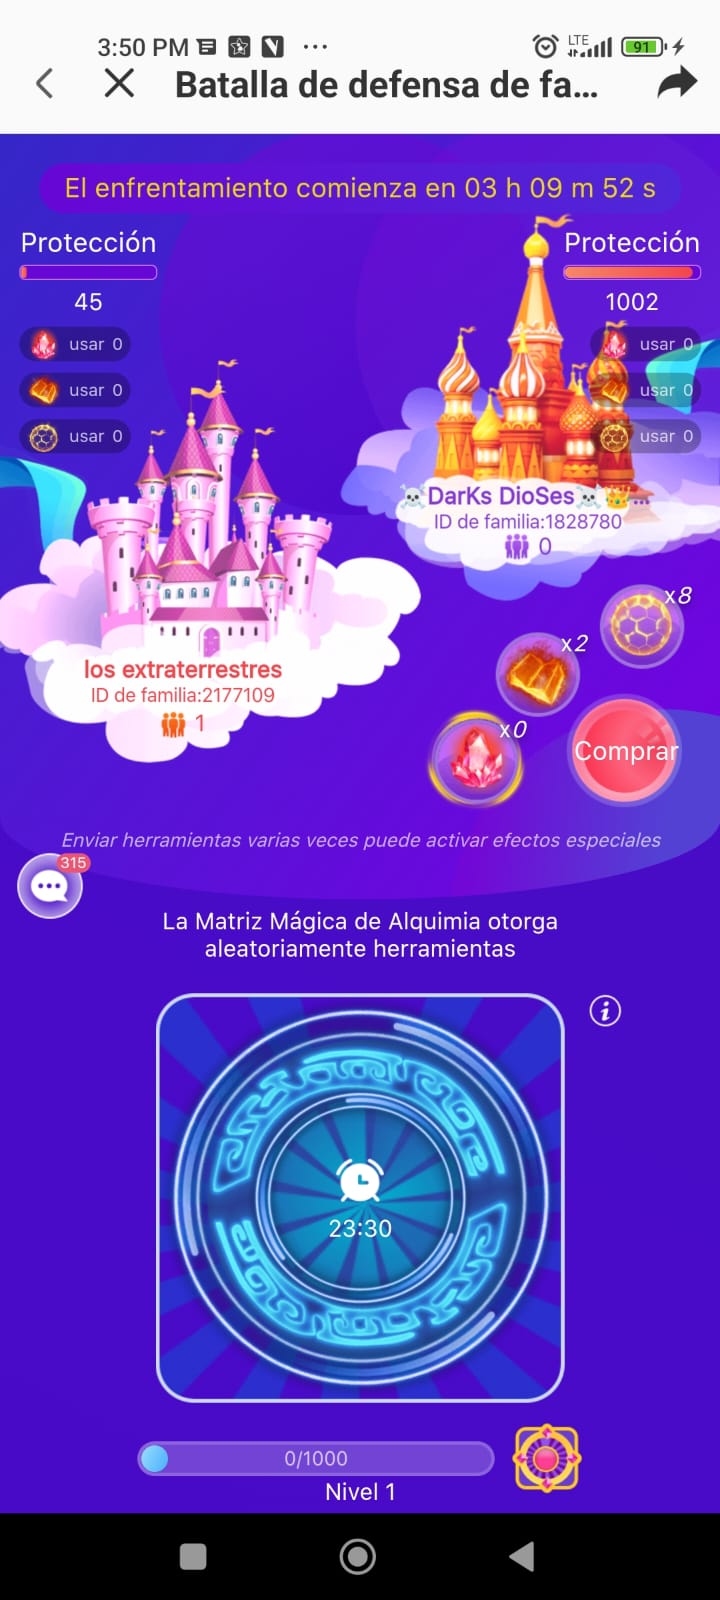 3:50 PM
LTE
91
Batalla de defensa de fa...
El enfrentamiento comienza en 03 h 09 m 52 s
Protección
45
usar 0
usar 0
usar 0
Protección
1002
usar 0
usar 0
usar 0
☠️DarKs DioSes☠️👑...
ID de familia:1828780
0
los extraterrestres
ID de familia:2177109
1
x8
x2
x0
Comprar
Enviar herramientas varias veces puede activar efectos especiales
315
La Matriz Mágica de Alquimia otorga
aleatoriamente herramientas
i
23:30
0/1000
Nivel 1